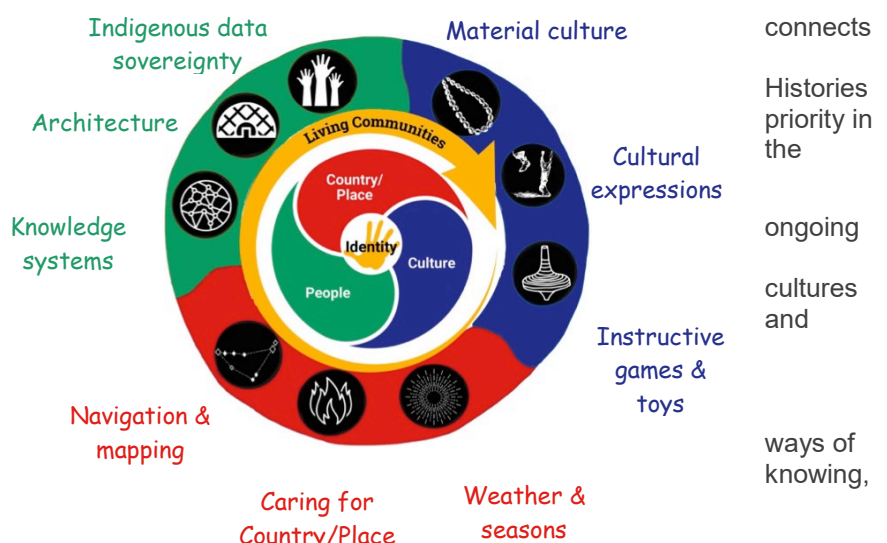 Indigenous data
sovereignty
Material culture
Architecture
Cultural
expressions
Knowledge
systems
Instructive
games &
toys
Navigation &
mapping
Caring for
Country/Place
Weather &
seasons
Living Communities
Country/
Place
Identity
Culture
People
connects
Histories
priority in
the
ongoing
cultures
and
ways of
knowing,